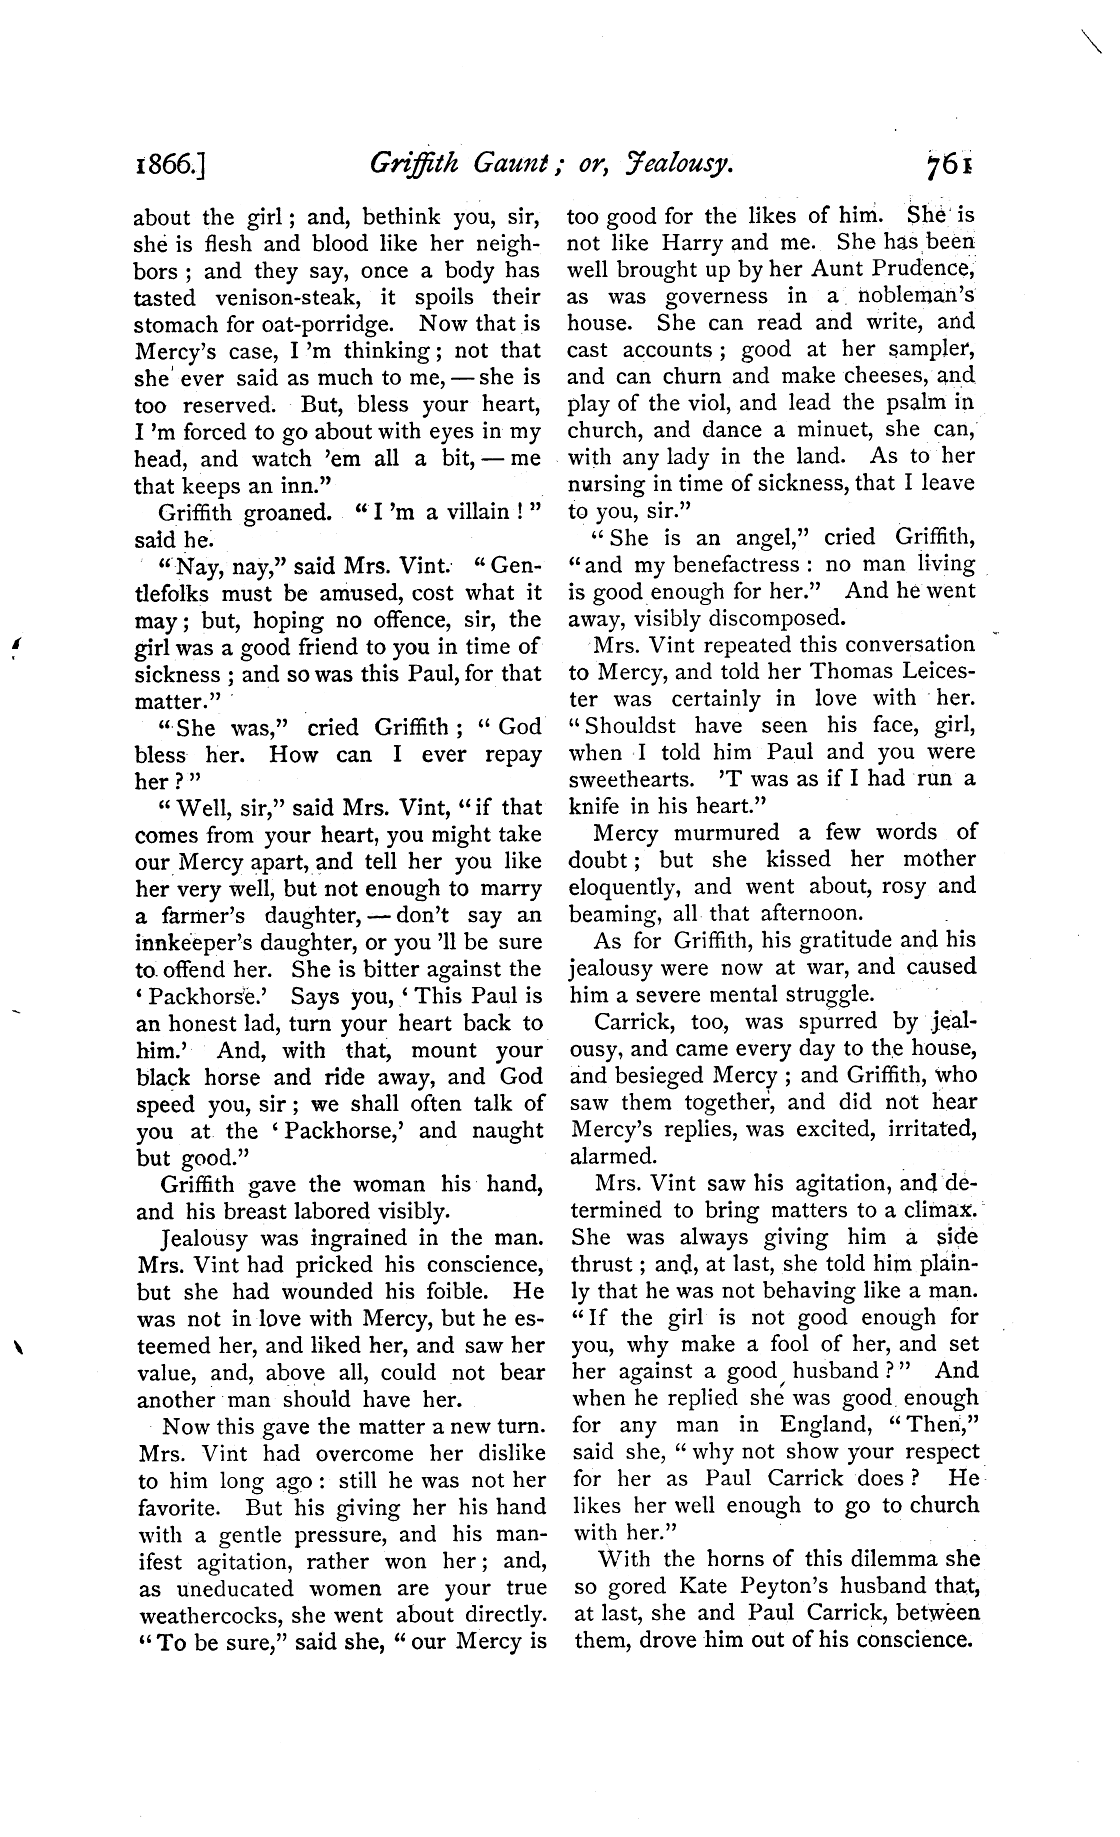 1866.] Griffith Gaunt; or, Jealousy. 761
about the girl; and, bethink you, sir,
she is flesh and blood like her neigh-
bors; and they say, once a body has
tasted venison-steak, it spoils their
stomach for oat-porridge. Now that is
Mercy's case, I 'm thinking; not that
she ever said as much to me, — she is
too reserved. But, bless your heart,
I 'm forced to go about with eyes in my
head, and watch 'em all a bit, — me
that keeps an inn.”
Griffith groaned. “I 'm a villain!”
said he.
“Nay, nay,” said Mrs. Vint. “Gen-
tlefolks must be amused, cost what it
may; but, hoping no offence, sir, the
girl was a good friend to you in time of
sickness; and so was this Paul, for that
matter.”
“She was,” cried Griffith; “God
bless her. How can I ever repay
her?”
“Well, sir,” said Mrs. Vint, “if that
comes from your heart, you might take
our Mercy apart, and tell her you like
her very well, but not enough to marry
a farmer's daughter, — don't say an
innkeeper's daughter, or you 'll be sure
to offend her. She is bitter against the
‘Packhorse.’ Says you, ‘This Paul is
an honest lad, turn your heart back to
him.’ And, with that, mount your
black horse and ride away, and God
speed you, sir; we shall often talk of
you at the ‘Packhorse,’ and naught
but good.”
Griffith gave the woman his hand,
and his breast labored visibly.
Jealousy was ingrained in the man.
Mrs. Vint had pricked his conscience,
but she had wounded his foible. He
was not in love with Mercy, but he es-
teemed her, and liked her, and saw her
value, and, above all, could not bear
another man should have her.
Now this gave the matter a new turn.
Mrs. Vint had overcome her dislike
to him long ago: still he was not her
favorite. But his giving her his hand
with a gentle pressure, and his man-
ifest agitation, rather won her; and,
as uneducated women are your true
weathercocks, she went about directly.
“To be sure,” said she, “our Mercy is
too good for the likes of him. She is
not like Harry and me. She has been
well brought up by her Aunt Prudence,
as was governess in a nobleman's
house. She can read and write, and
cast accounts; good at her sampler,
and can churn and make cheeses, and
play of the viol, and lead the psalm in
church, and dance a minuet, she can,
with any lady in the land. As to her
nursing in time of sickness, that I leave
to you, sir.”
“She is an angel,” cried Griffith,
“and my benefactress: no man living
is good enough for her.” And he went
away, visibly discomposed.
Mrs. Vint repeated this conversation
to Mercy, and told her Thomas Leices-
ter was certainly in love with her.
“Shouldst have seen his face, girl,
when I told him Paul and you were
sweethearts. 'T was as if I had run a
knife in his heart.”
Mercy murmured a few words of
doubt; but she kissed her mother
eloquently, and went about, rosy and
beaming, all that afternoon.
As for Griffith, his gratitude and his
jealousy were now at war, and caused
him a severe mental struggle.
Carrick, too, was spurred by jeal-
ousy, and came every day to the house,
and besieged Mercy; and Griffith, who
saw them together, and did not hear
Mercy's replies, was excited, irritated,
alarmed.
Mrs. Vint saw his agitation, and de-
termined to bring matters to a climax.
She was always giving him a side
thrust; and, at last, she told him plain-
ly that he was not behaving like a man.
“If the girl is not good enough for
you, why make a fool of her, and set
her against a good husband?” And
when he replied she was good enough
for any man in England, “Then,”
said she, “why not show your respect
for her as Paul Carrick does? He
likes her well enough to go to church
with her.”
With the horns of this dilemma she
so gored Kate Peyton's husband that,
at last, she and Paul Carrick, between
them, drove him out of his conscience.